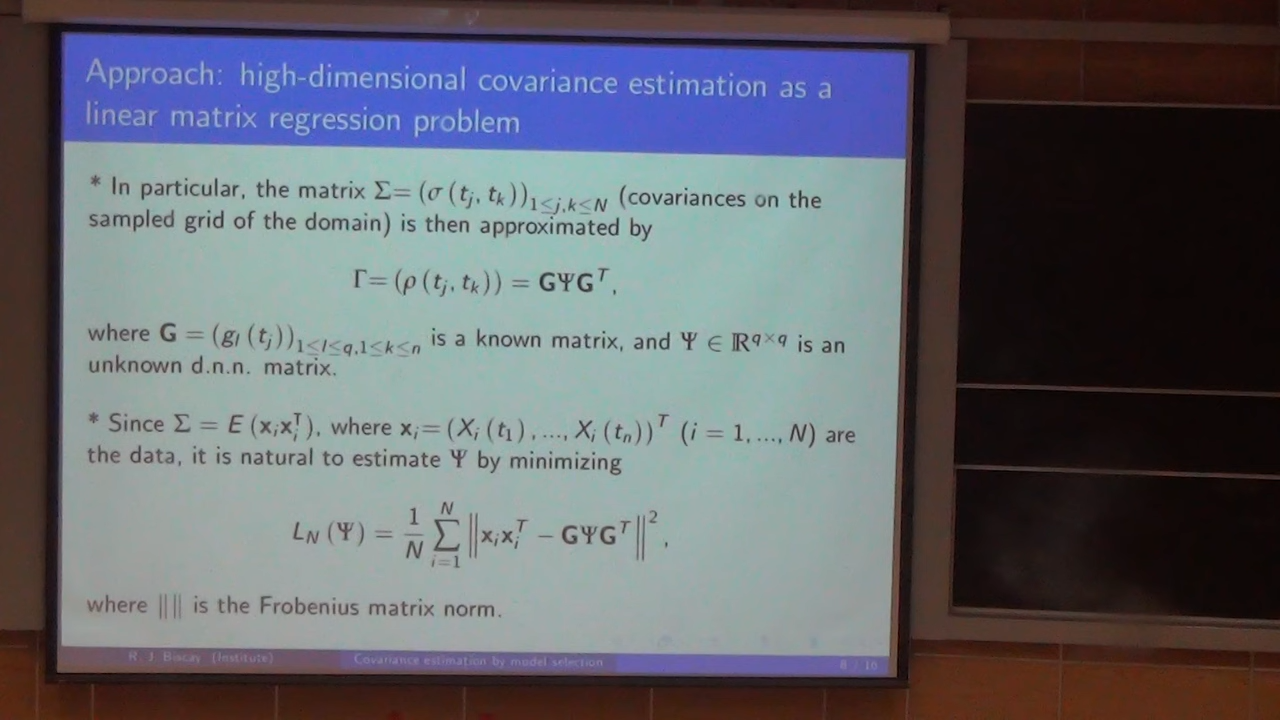 Approach: high-dimensional covariance estimation as a
linear matrix regression problem
* In particular, the matrix Σ= (σ (t_j, t_k))_{1≤j,k≤N} (covariances on the
sampled grid of the domain) is then approximated by
Γ= (ρ (t_j, t_k)) = GΨG^T,
where G = (g_l (t_j))_{1≤l≤q,1≤k≤n} is a known matrix, and Ψ ∈ ℝ^{q×q} is an
unknown d.n.n. matrix.
* Since Σ = E (x_i x_i^T), where x_i= (X_i (t_1) , ..., X_i (t_n))^T (i = 1, ..., N) are
the data, it is natural to estimate Ψ by minimizing
L_N (Ψ) = 1/N ∑_{i=1}^{N} ‖x_i x_i^T − GΨG^T‖^2,
where ‖ ‖ is the Frobenius matrix norm.
R. J. Biscay (Institute) Covariance estimation by model selection 8 / 16